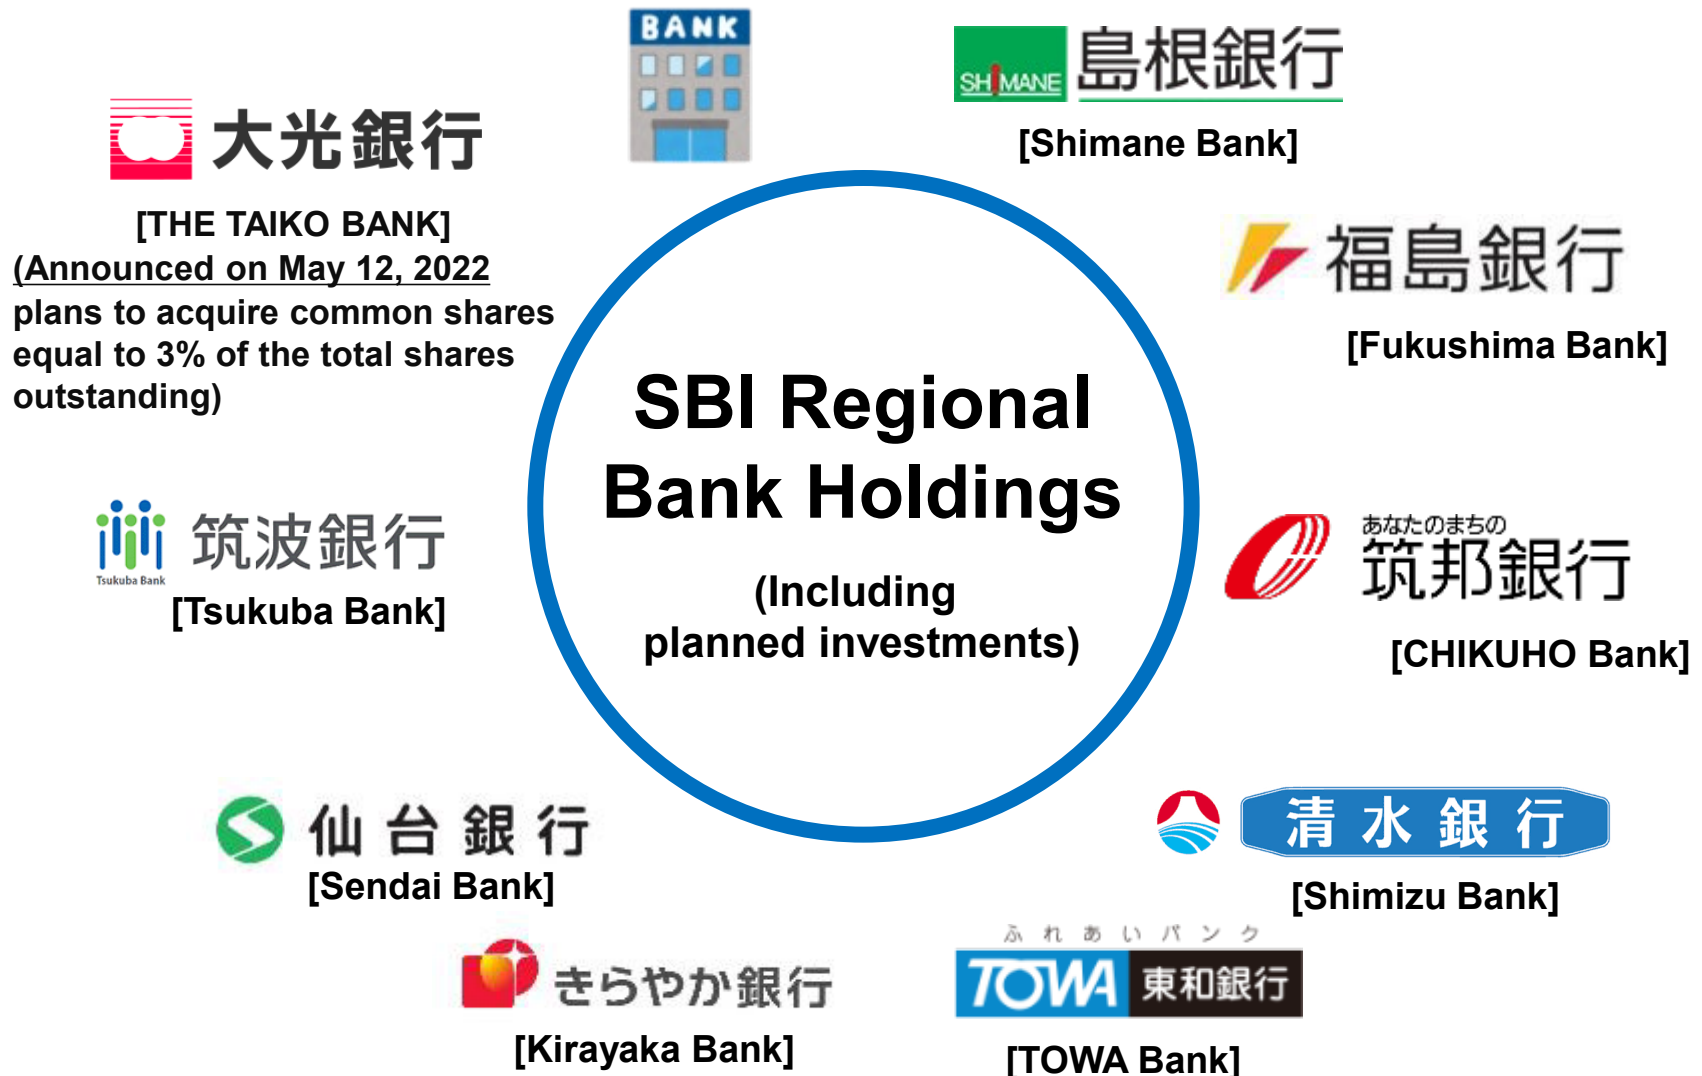 BANK
SHIMANE 島根銀行
[Shimane Bank]
大光銀行
[THE TAIKO BANK]
(Announced on May 12, 2022
plans to acquire common shares
equal to 3% of the total shares
outstanding)
福島銀行
[Fukushima Bank]
SBI Regional
Bank Holdings
(Including
planned investments)
筑波銀行
Tsukuba Bank
[Tsukuba Bank]
あなたのまちの
筑邦銀行
[CHIKUHO Bank]
仙台銀行
[Sendai Bank]
清水銀行
[Shimizu Bank]
きらやか銀行
[Kirayaka Bank]
ふれあいバンク
TOWA 東和銀行
[TOWA Bank]